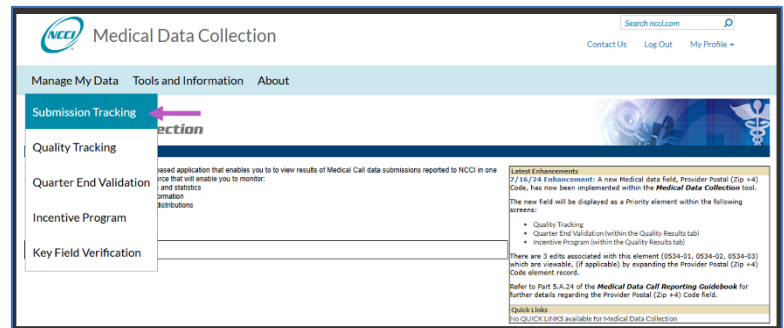 Search ncci.com
NCCI
Medical Data Collection
Contact Us Log Out My Profile
Manage My Data Tools and Information About
Submission Tracking
ection
Quality Tracking
based application that enables you to to view results of Medical Call data submissions reported to NCCI in one
rce that will enable you to monitor:
and statistics
ormation
distributions
Quarter End Validation
Incentive Program
Key Field Verification
Latest Enhancements
7/16/24 Enhancement: A new Medical data field, Provider Postal (Zip +4)
Code, has now been implemented within the Medical Data Collection tool.
The new field will be displayed as a Priority element within the following
screens:
• Quality Tracking
• Quarter End Validation (within the Quality Results tab)
• Incentive Program (within the Quality Results tab)
There are 3 edits associated with this element (0534-01, 0534-02, 0534-03)
which are viewable, (if applicable) by expanding the Provider Postal (Zip +4)
Code element record.
Refer to Part 5.A.24 of the Medical Data Call Reporting Guidebook for
further details regarding the Provider Postal (Zip +4) Code field.
Quick Links
No QUICK LINKS available for Medical Data Collection